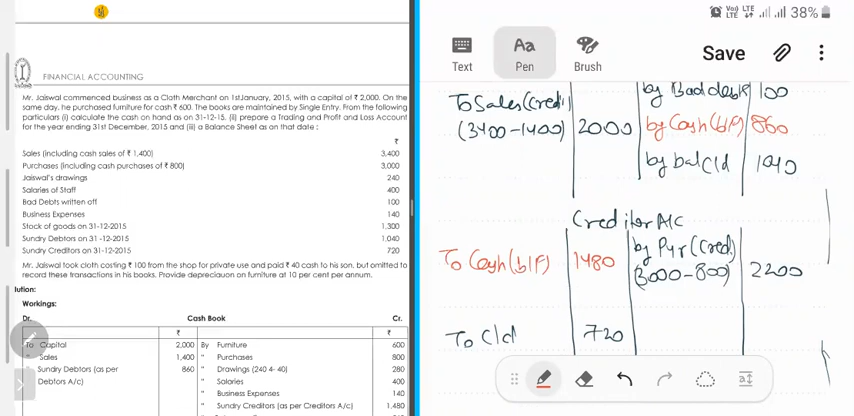 Vo) LTE
LTE 38%
FINANCIAL ACCOUNTING
Mr. Jaiswal commenced business as a Cloth Merchant on 1st January, 2015, with a capital of ₹ 2,000. On the
same day, he purchased furniture for cash ₹ 600. The books are maintained by Single Entry. From the following
particulars (i) calculate the cash on hand as on 31-12-15. (ii) prepare a Trading and Profit and Loss Account
for the year ending 31st December, 2015 and (iii) a Balance Sheet as on that date :
₹
Sales (including cash sales of ₹ 1,400) 3,400
Purchases (including cash purchases of ₹ 800) 3,000
Jaiswal's drawings 240
Salaries of Staff 400
Bad Debts written off 100
Business Expenses 140
Stock of goods on 31-12-2015 1,300
Sundry Debtors on 31 -12-2015 1,040
Sundry Creditors on 31-12-2015 720
Mr. Jaiswal took cloth costing ₹ 100 from the shop for private use and paid ₹ 40 cash to his son, but omitted to
record these transactions in his books. Provide depreciauon on furniture at 10 per cent per annum.
lution:
Workings:
Dr. Cash Book Cr.
₹ ₹
To Capital 2,000 By Furniture 600
Sales 1,400 " Purchases 800
Sundry Debtors (as per 860 " Drawings (240 4- 40) 280
Debtors A/c) " Salaries 400
" Business Expenses 140
" Sundry Creditors (as per Creditors A/c) 1,480
Text Pen Brush Save
To Sales (Credit) by Bad debt 100
(3400-1400) 2000 by Cash (b/f) 860
by bal c/d 1040
Creditor A/C
To Cash (b/f) 1480 by Pur (Cred)
(3000-800) 2200
To C/d 720